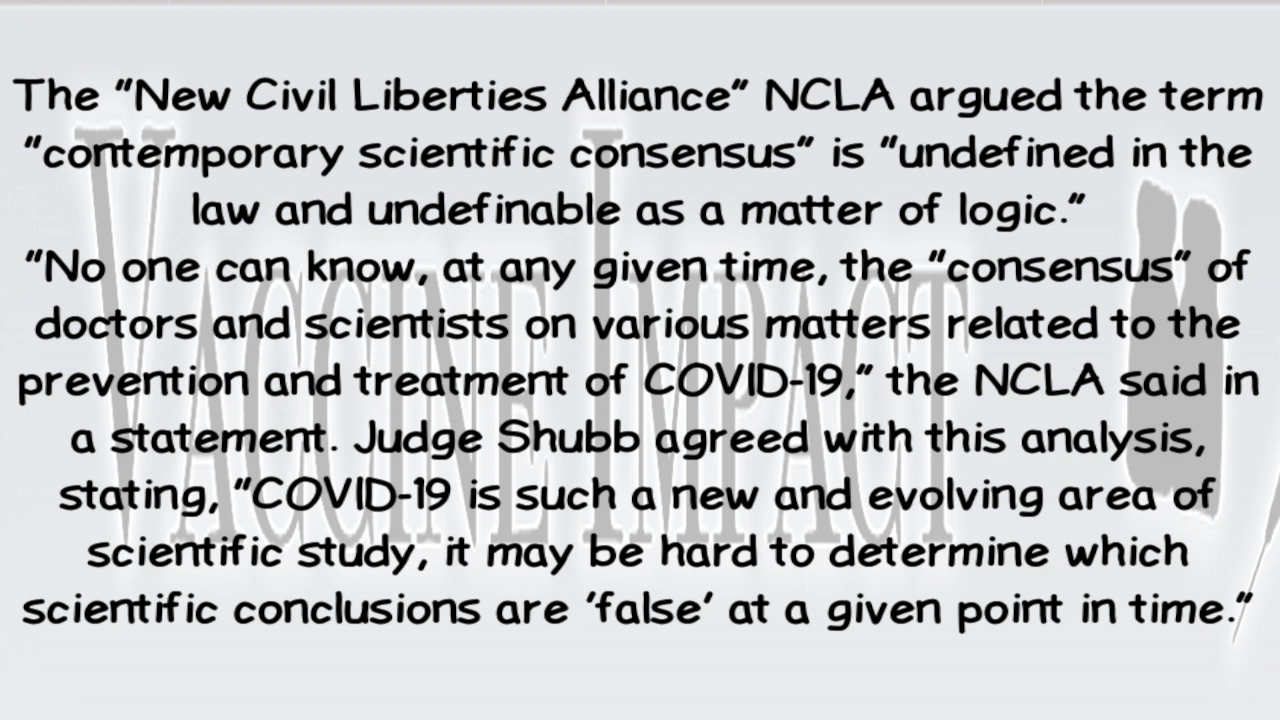 The "New Civil Liberties Alliance" NCLA argued the term
"contemporary scientific consensus" is "undefined in the
law and undefinable as a matter of logic."
"No one can know, at any given time, the "consensus" of
doctors and scientists on various matters related to the
prevention and treatment of COVID-19," the NCLA said in
a statement. Judge Shubb agreed with this analysis,
stating, "COVID-19 is such a new and evolving area of
scientific study, it may be hard to determine which
scientific conclusions are 'false' at a given point in time."
VACCINE IMPACT